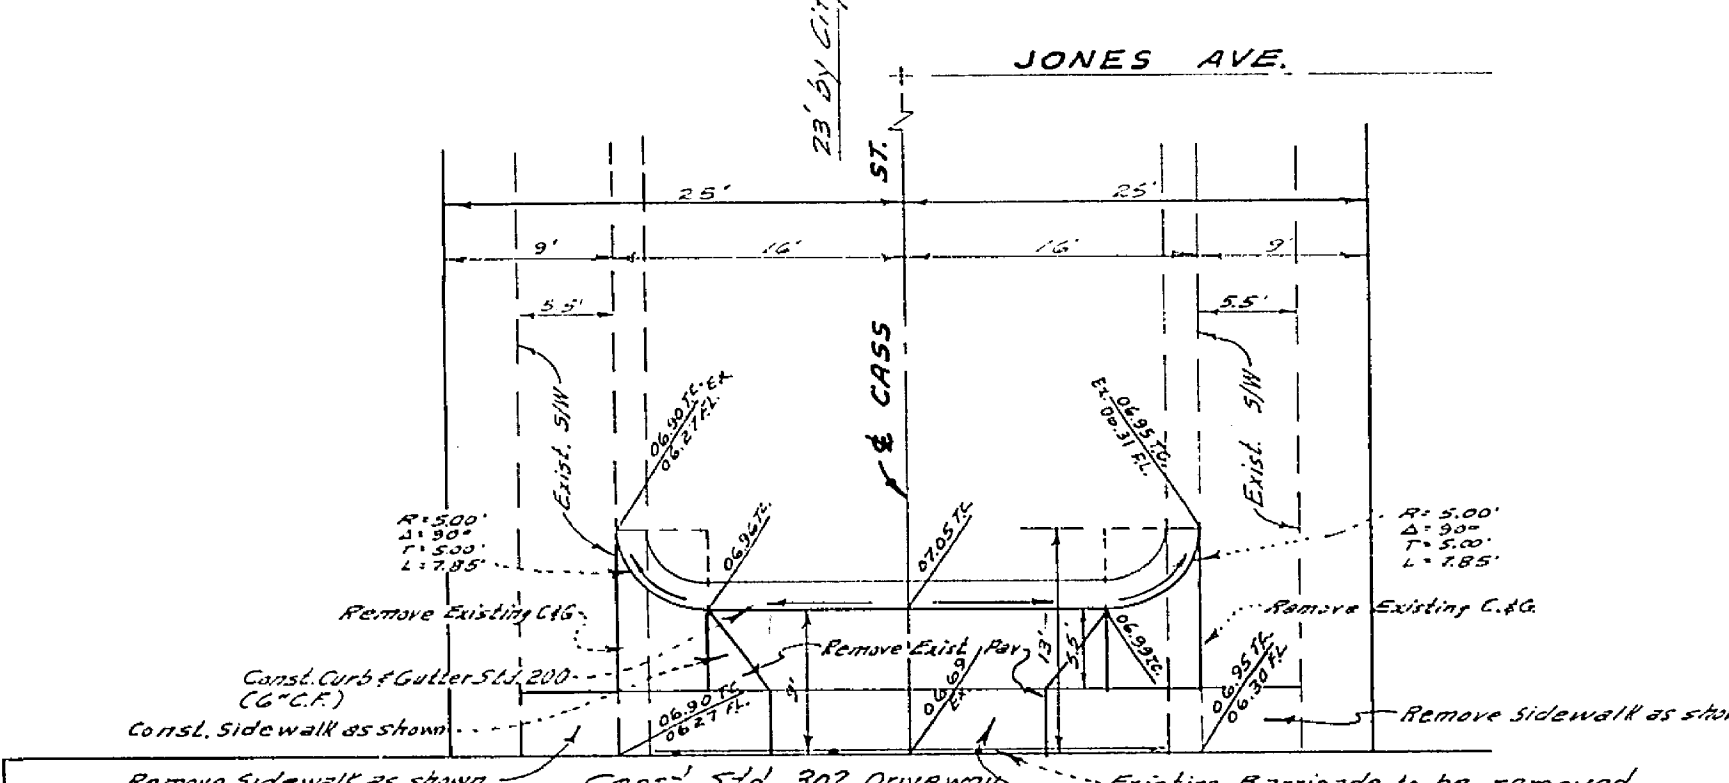 23' by City
JONES AVE.
25'
25'
9'
16'
16'
9'
5.5'
5.5'
℄ CASS ST.
Exist. S/W
Exist. S/W
06.90 T.C. Ex
06.27 F.L.
06.95 T.C.
Ex. 06.31 F.L.
06.96 T.C.
07.05 T.C.
R = 5.00'
Δ = 90°
T = 5.00'
L = 7.85'
R = 5.00'
Δ = 90°
T = 5.00'
L = 7.85'
Remove Existing C&G
Remove Existing C.&G.
Const. Curb & Gutter Std. 200
(6" C.F.)
Const. Sidewalk as shown
Remove Exist Pav.
9'
13'
5.5'
06.99 T.C.
06.90 T.C.
06.27 F.L.
06.69
Ex.
06.95 T.C.
06.30 F.L.
Remove Sidewalk as
Remove Sidewalk as shown
Const Std. 302 Driveway
Existing Barricade to be removed